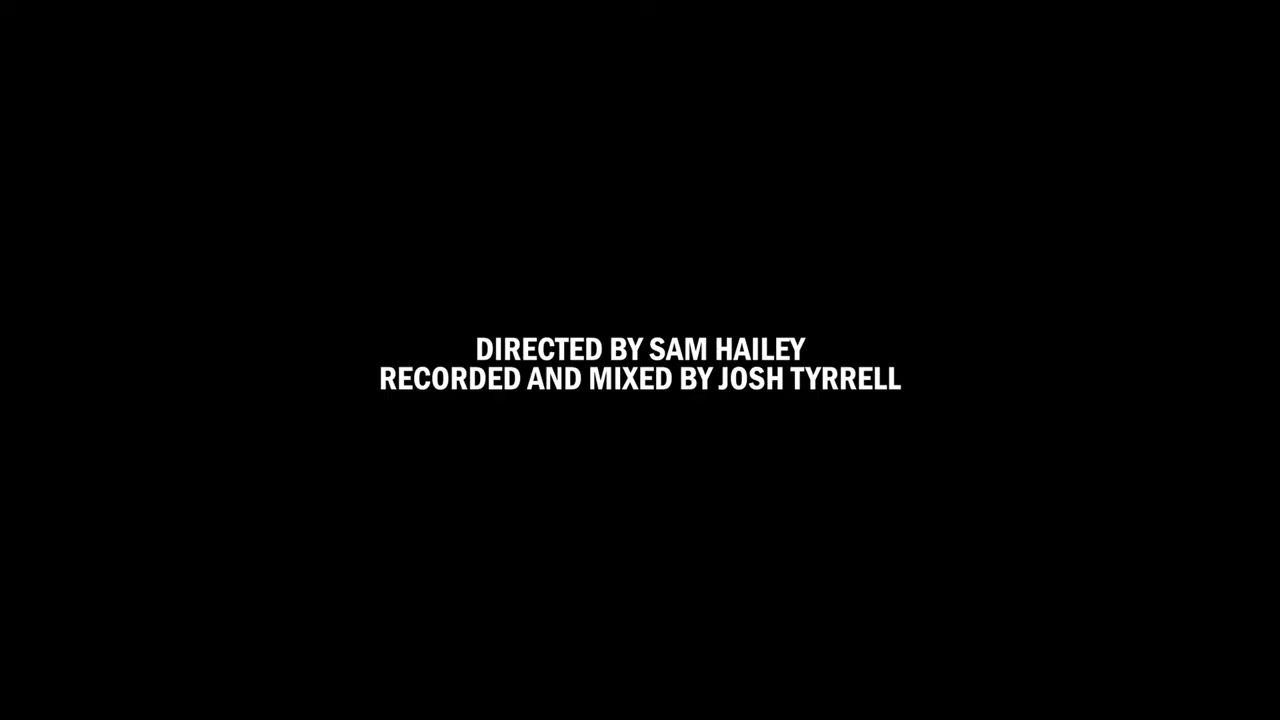 DIRECTED BY SAM HAILEY
RECORDED AND MIXED BY JOSH TYRRELL